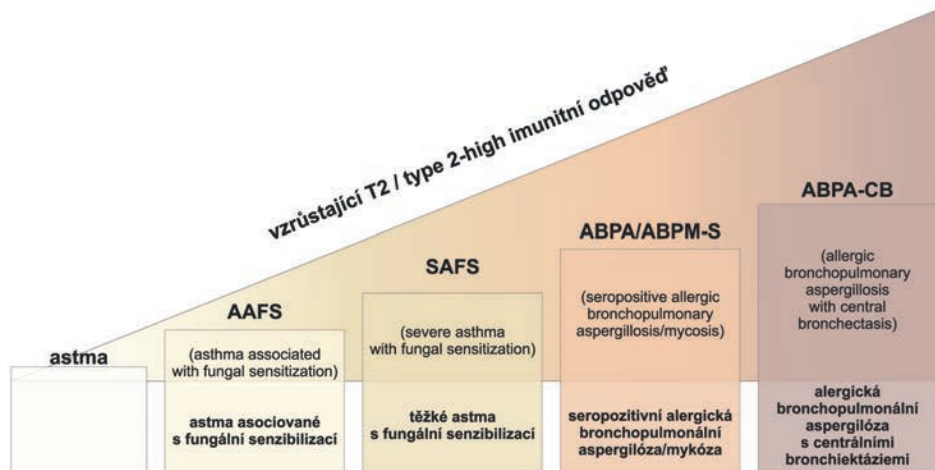 vzrůstající T2 / type 2-high imunitní odpověď
astma
AAFS
(asthma associated
with fungal sensitization)
astma asociované
s fungální senzibilizací
SAFS
(severe asthma
with fungal sensitization)
těžké astma
s fungální senzibilizací
ABPA/ABPM-S
(seropositive allergic
bronchopulmonary
aspergillosis/mycosis)
seropozitivní alergická
bronchopulmonální
aspergilóza/mykóza
ABPA-CB
(allergic
bronchopulmonary
aspergillosis
with central
bronchectasis)
alergická
bronchopulmonální
aspergilóza
s centrálními
bronchiektáziemi